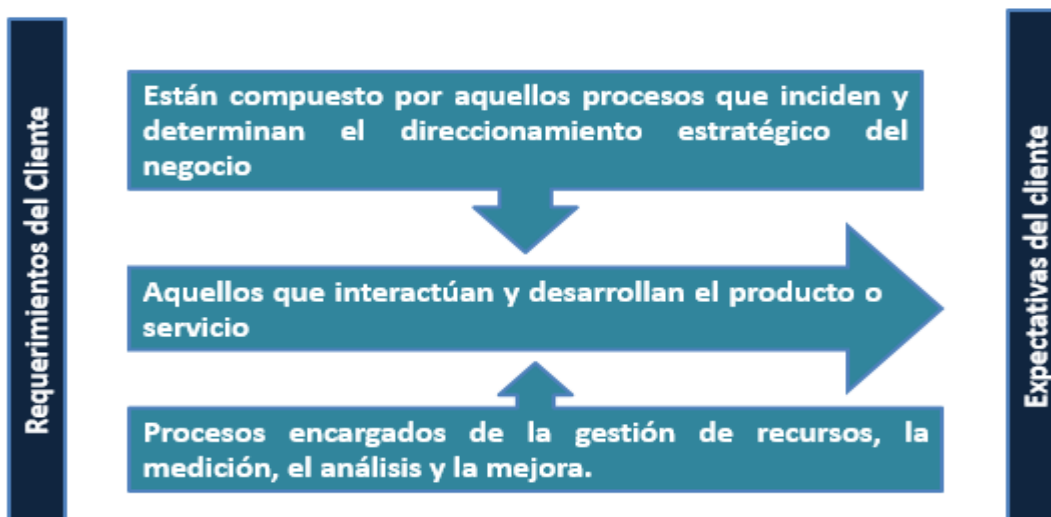 Requerimientos del Cliente
Están compuesto por aquellos procesos que inciden y
determinan el direccionamiento estratégico del
negocio
Aquellos que interactúan y desarrollan el producto o
servicio
Procesos encargados de la gestión de recursos, la
medición, el análisis y la mejora.
Expectativas del cliente